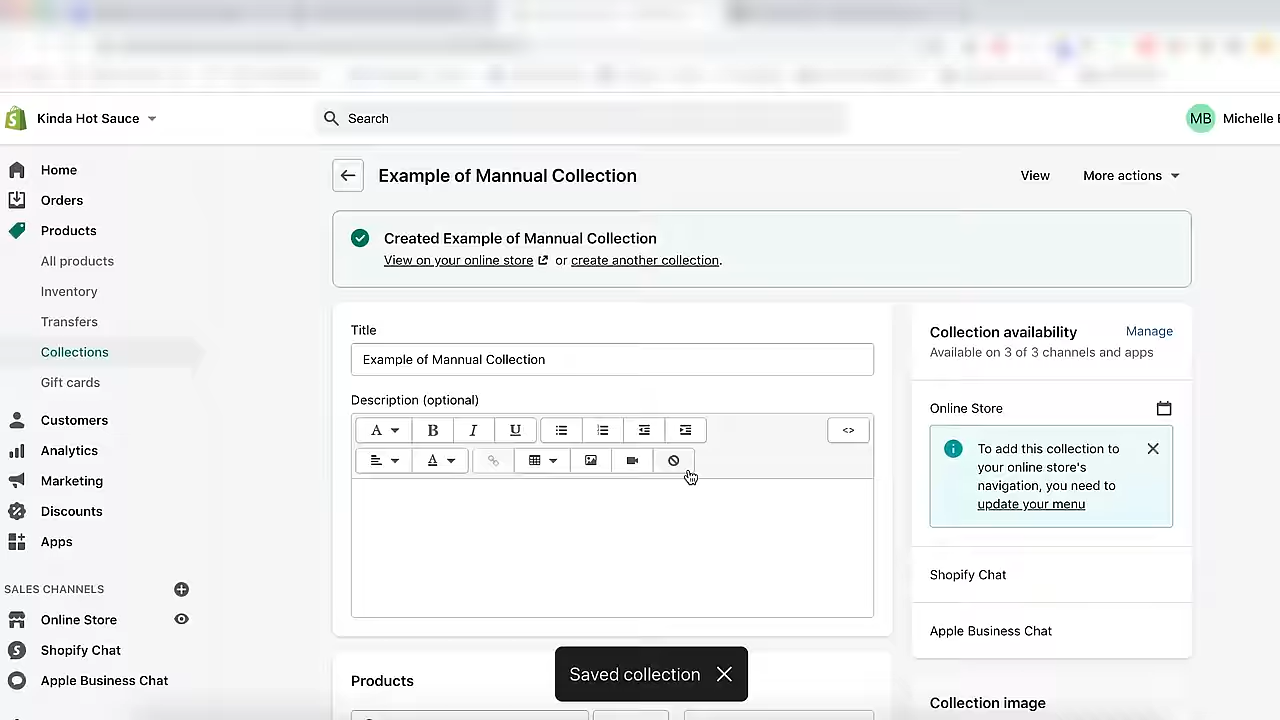 Kinda Hot Sauce
Search
MB
Michelle
Home
Orders
Products
All products
Inventory
Transfers
Collections
Gift cards
Customers
Analytics
Marketing
Discounts
Apps
SALES CHANNELS
Online Store
Shopify Chat
Apple Business Chat
Example of Mannual Collection
View
More actions
Created Example of Mannual Collection
View on your online store or create another collection.
Title
Example of Mannual Collection
Description (optional)
A B I U <>
A
Products
Saved collection
Collection availability
Manage
Available on 3 of 3 channels and apps
Online Store
To add this collection to
your online store's
navigation, you need to
update your menu
Shopify Chat
Apple Business Chat
Collection image